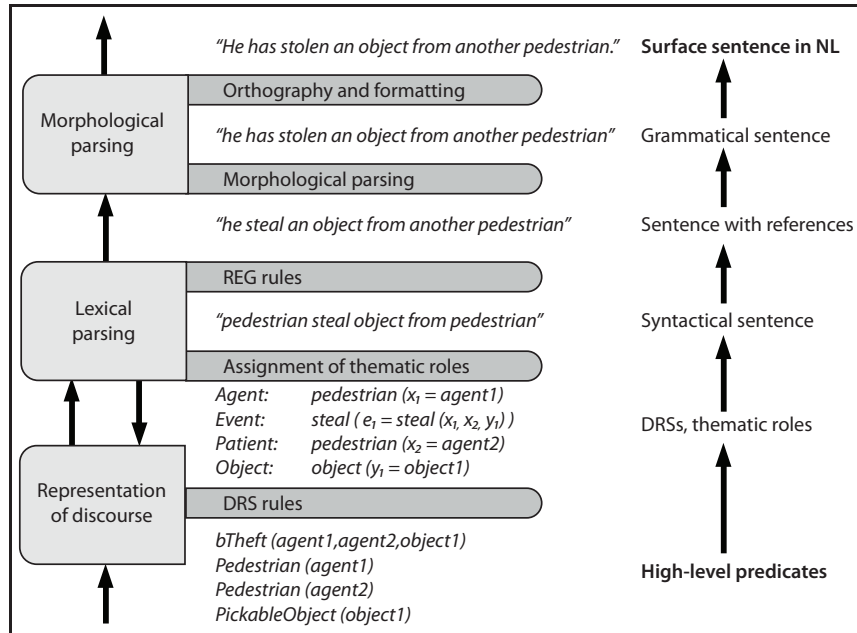 “He has stolen an object from another pedestrian.” Surface sentence in NL
Orthography and formatting
Morphological
parsing
“he has stolen an object from another pedestrian” Grammatical sentence
Morphological parsing
“he steal an object from another pedestrian” Sentence with references
REG rules
Lexical
parsing
“pedestrian steal object from pedestrian” Syntactical sentence
Assignment of thematic roles
Agent: pedestrian (x₁ = agent1)
Event: steal ( e₁ = steal (x₁, x₂, y₁) )
DRSs, thematic roles
Patient: pedestrian (x₂ = agent2)
Object: object (y₁ = object1)
Representation
of discourse
DRS rules
bTheft (agent1,agent2,object1)
Pedestrian (agent1)
Pedestrian (agent2)
High-level predicates
PickableObject (object1)